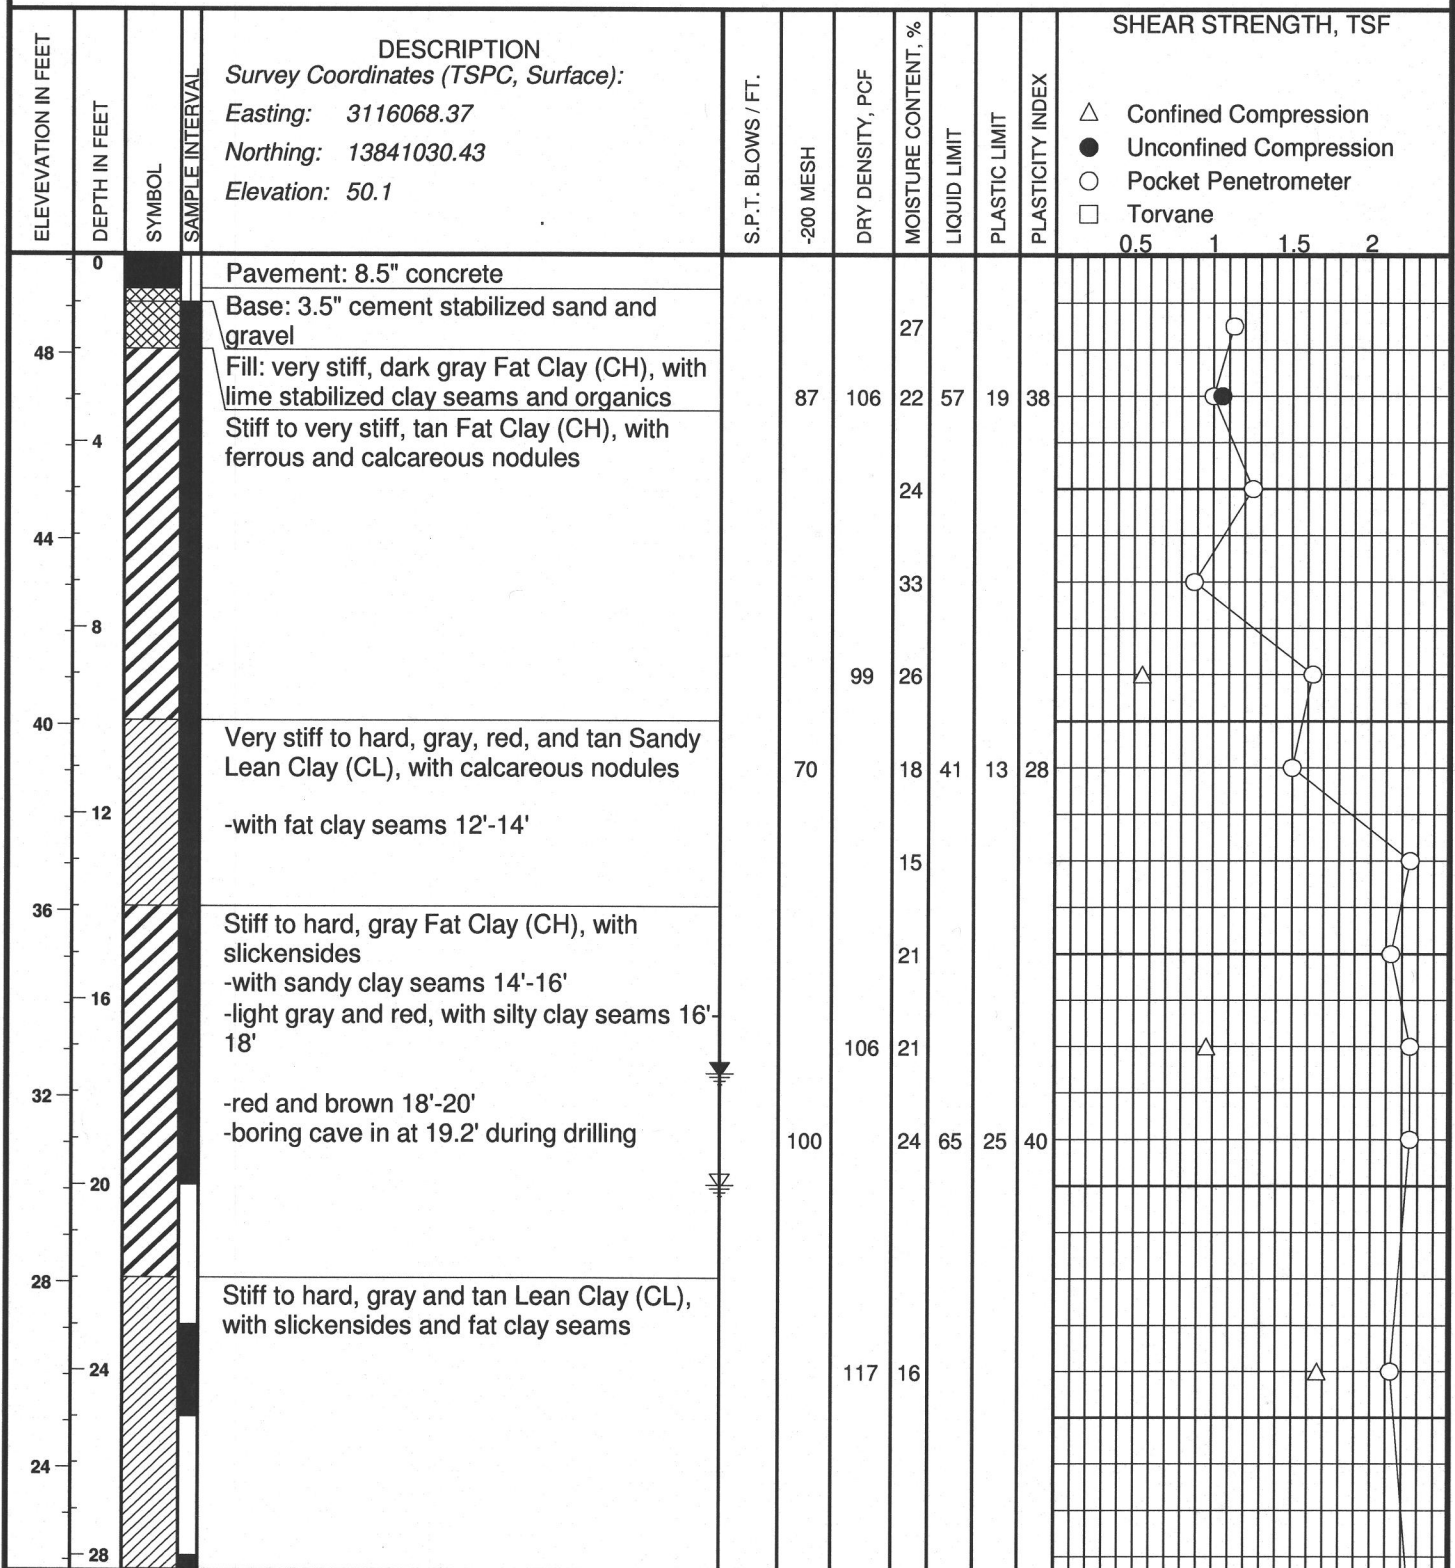 ELEVEVATION IN FEET
DEPTH IN FEET
SYMBOL
SAMPLE INTERVAL
DESCRIPTION
Survey Coordinates (TSPC, Surface):
Easting: 3116068.37
Northing: 13841030.43
Elevation: 50.1
S.P.T. BLOWS / FT.
-200 MESH
DRY DENSITY, PCF
MOISTURE CONTENT, %
LIQUID LIMIT
PLASTIC LIMIT
PLASTICITY INDEX
SHEAR STRENGTH, TSF
Confined Compression
Unconfined Compression
Pocket Penetrometer
Torvane
0.5 1 1.5 2
0
Pavement: 8.5" concrete
Base: 3.5" cement stabilized sand and
gravel
27
48
Fill: very stiff, dark gray Fat Clay (CH), with
lime stabilized clay seams and organics
87 106 22 57 19 38
4
Stiff to very stiff, tan Fat Clay (CH), with
ferrous and calcareous nodules
24
44
33
8
99 26
40
Very stiff to hard, gray, red, and tan Sandy
Lean Clay (CL), with calcareous nodules
70 18 41 13 28
12
-with fat clay seams 12'-14'
15
36
Stiff to hard, gray Fat Clay (CH), with
slickensides
21
-with sandy clay seams 14'-16'
16
-light gray and red, with silty clay seams 16'-
18'
106 21
32
-red and brown 18'-20'
-boring cave in at 19.2' during drilling
100 24 65 25 40
20
28
Stiff to hard, gray and tan Lean Clay (CL),
with slickensides and fat clay seams
24
117 16
24
28